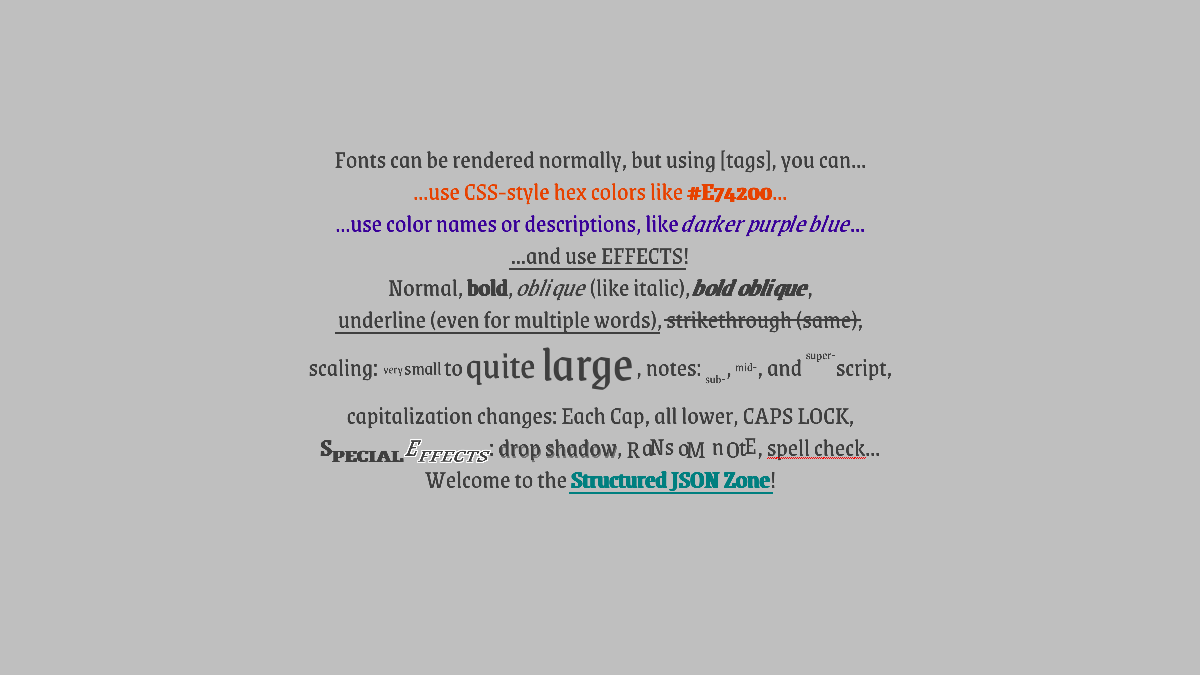 Fonts can be rendered normally, but using [tags], you can...
...use CSS-style hex colors like #E74200...
...use color names or descriptions, like darker purple blue...
...and use EFFECTS!
Normal, bold, oblique (like italic), bold oblique,
underline (even for multiple words), strikethrough (same),
scaling: very small to quite large, notes: sub-, mid-, and super-script,
capitalization changes: Each Cap, all lower, CAPS LOCK,
SPECIAL EFFECTS: drop shadow, RaNsoM nOtE, spell check...
Welcome to the Structured JSON Zone!